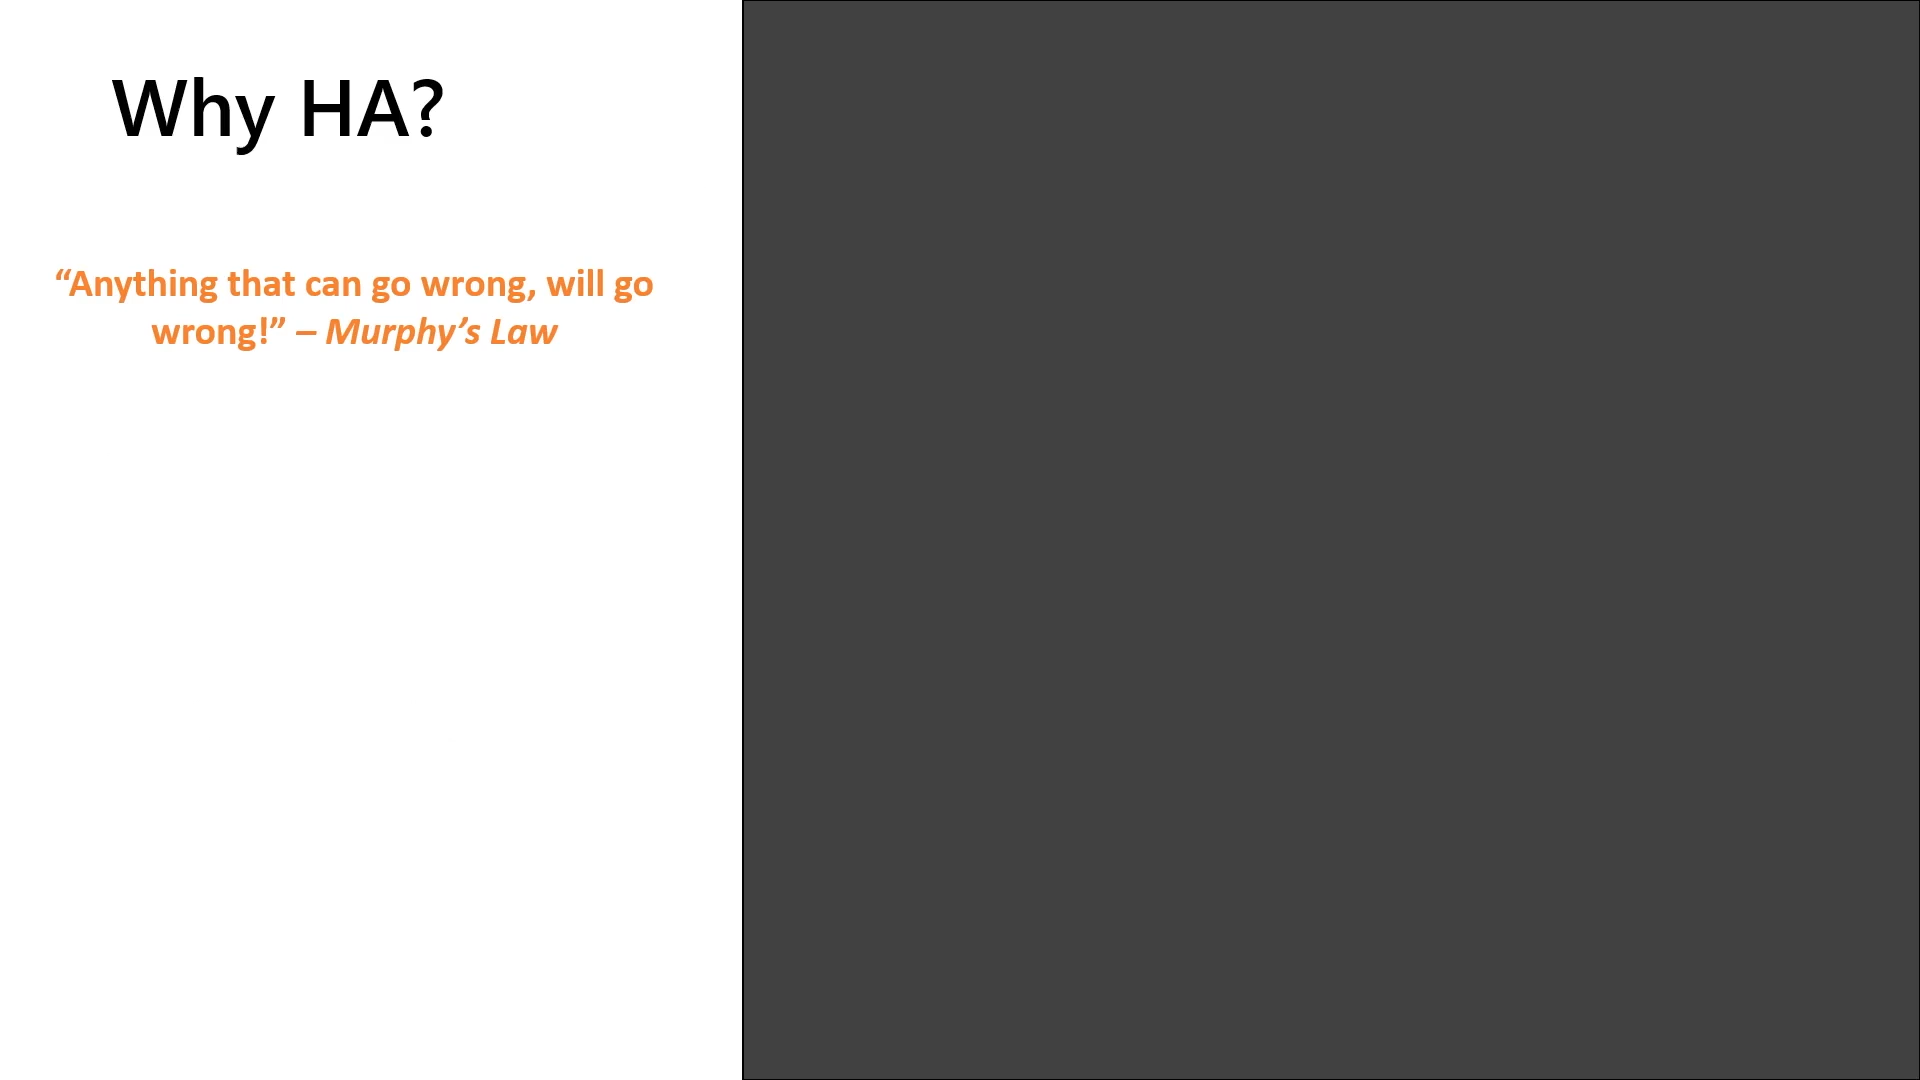 Why HA?
“Anything that can go wrong, will go
wrong!” – Murphy’s Law